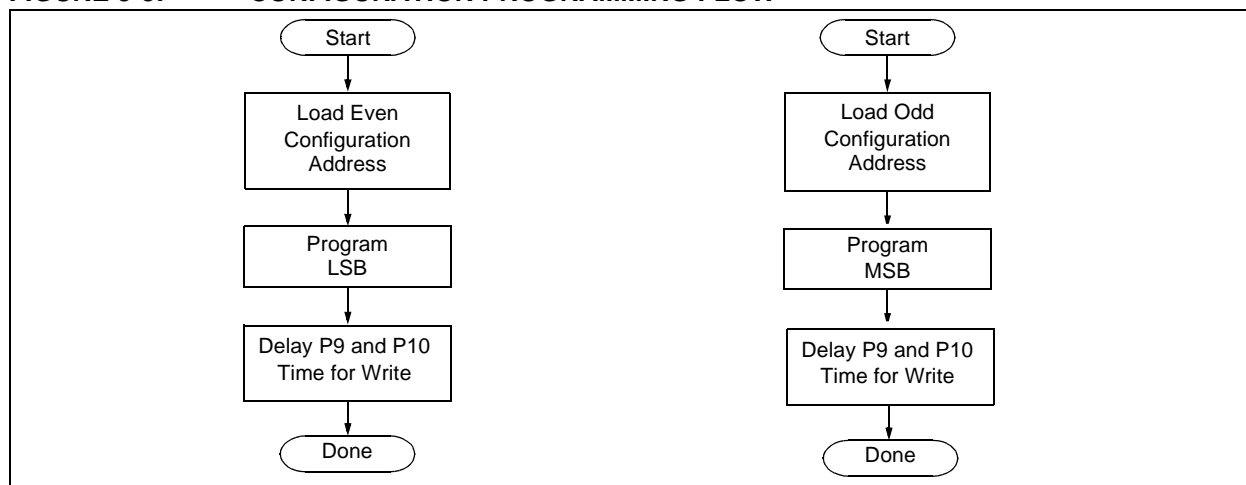 Start
Load Even
Configuration
Address
Program
LSB
Delay P9 and P10
Time for Write
Done
Start
Load Odd
Configuration
Address
Program
MSB
Delay P9 and P10
Time for Write
Done